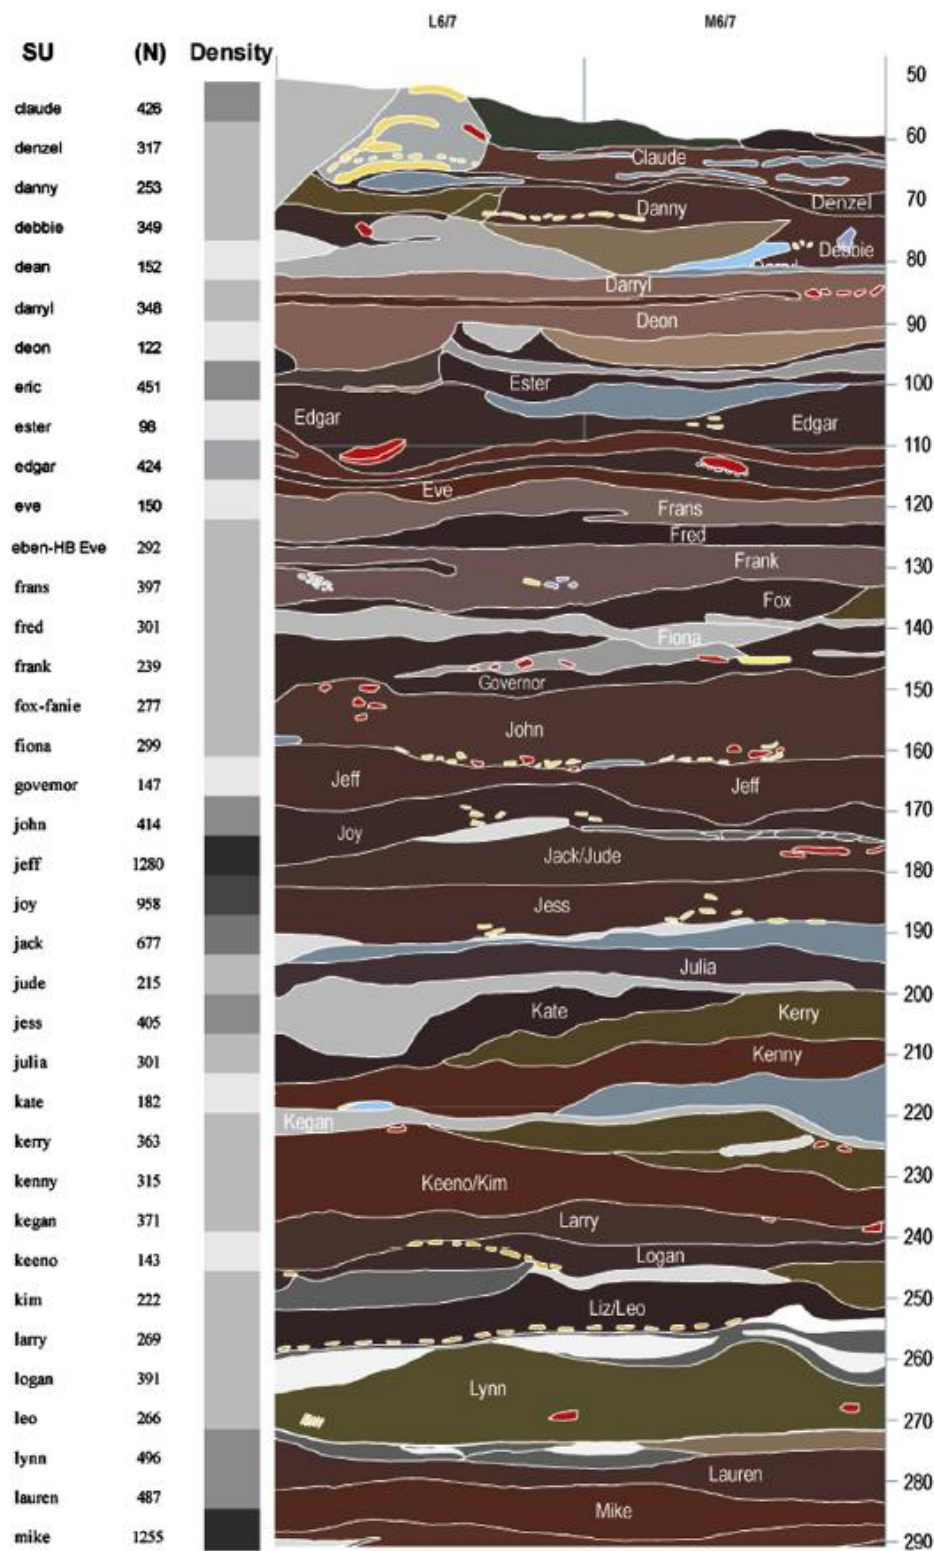 L6/7 M6/7
SU (N) Density
claude 426
denzel 317
danny 253
debbie 349
dean 152
darryl 348
deon 122
eric 451
ester 98
edgar 424
eve 150
eben-HB Eve 292
frans 397
fred 301
frank 239
fox-fanie 277
fiona 299
governor 147
john 414
jeff 1280
joy 958
jack 677
jude 215
jess 405
julia 301
kate 182
kerry 363
kenny 315
kegan 371
keeno 143
kim 222
larry 269
logan 391
leo 266
lynn 496
lauren 487
mike 1255
Claude
Danny
Denzel
Debbie
Darryl
Darryl
Deon
Ester
Edgar
Edgar
Eve
Frans
Fred
Frank
Fox
Fiona
Governor
John
Jeff
Jeff
Joy
Jack/Jude
Jess
Julia
Kate
Kerry
Kenny
Kegan
Keeno/Kim
Larry
Logan
Liz/Leo
Lynn
Lauren
Mike
50
60
70
80
90
100
110
120
130
140
150
160
170
180
190
200
210
220
230
240
250
260
270
280
290